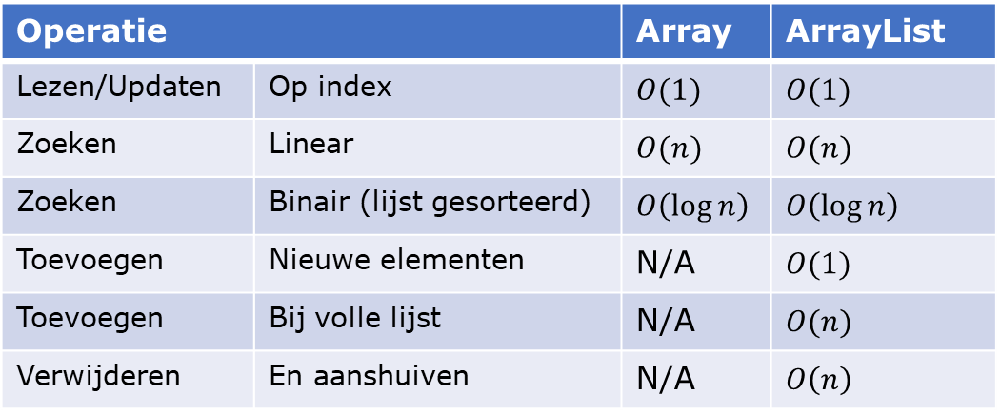 Operatie Array ArrayList
Lezen/Updaten Op index O(1) O(1)
Zoeken Linear O(n) O(n)
Zoeken Binair (lijst gesorteerd) O(log n) O(log n)
Toevoegen Nieuwe elementen N/A O(1)
Toevoegen Bij volle lijst N/A O(n)
Verwijderen En aanshuiven N/A O(n)